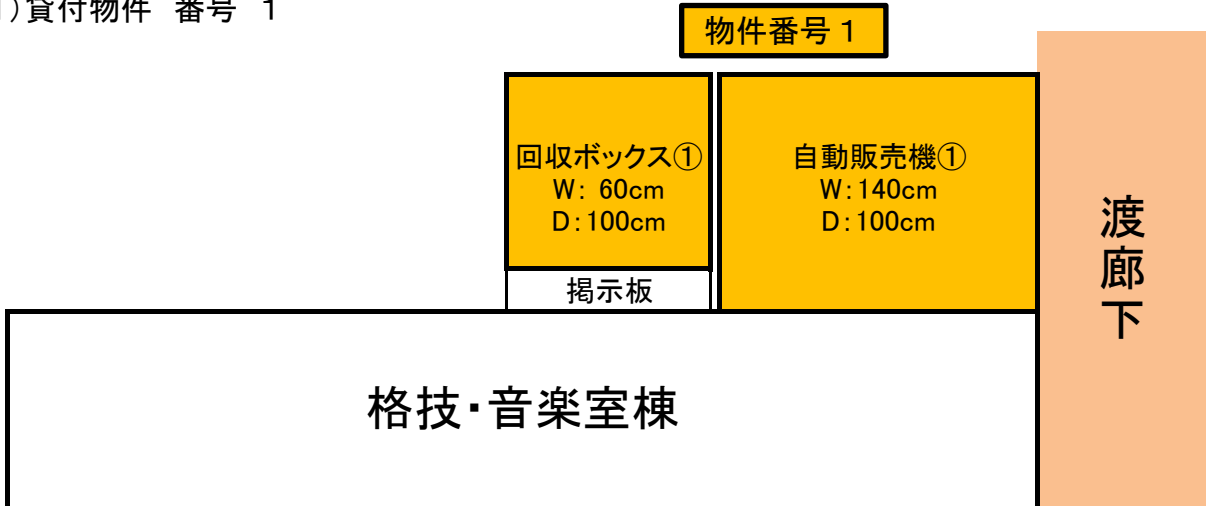 )貸付物件 番号 1
物件番号1
回収ボックス①
W: 60cm
D:100cm
自動販売機①
W:140cm
D:100cm
掲示板
渡廊下
格技・音楽室棟